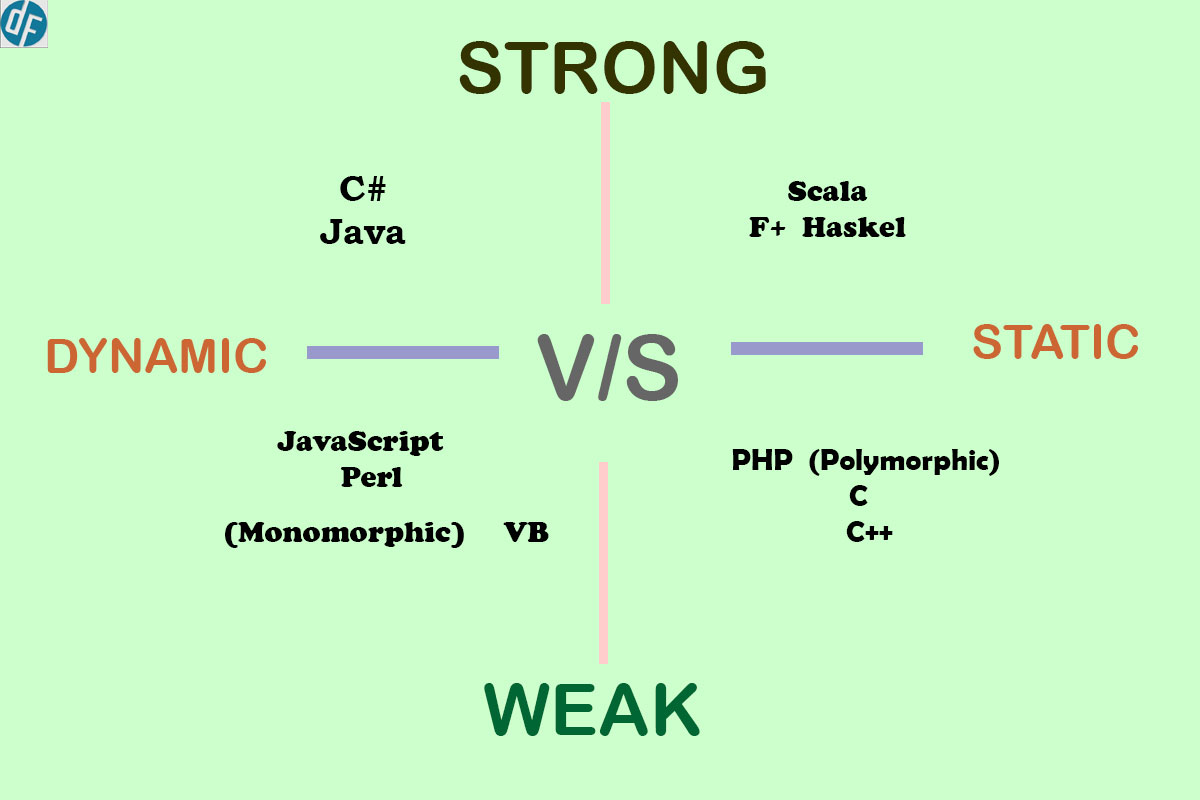 dF
STRONG
C#
Java
Scala
F+ Haskel
DYNAMIC
V/S
STATIC
JavaScript
Perl
(Monomorphic) VB
PHP (Polymorphic)
C
C++
WEAK